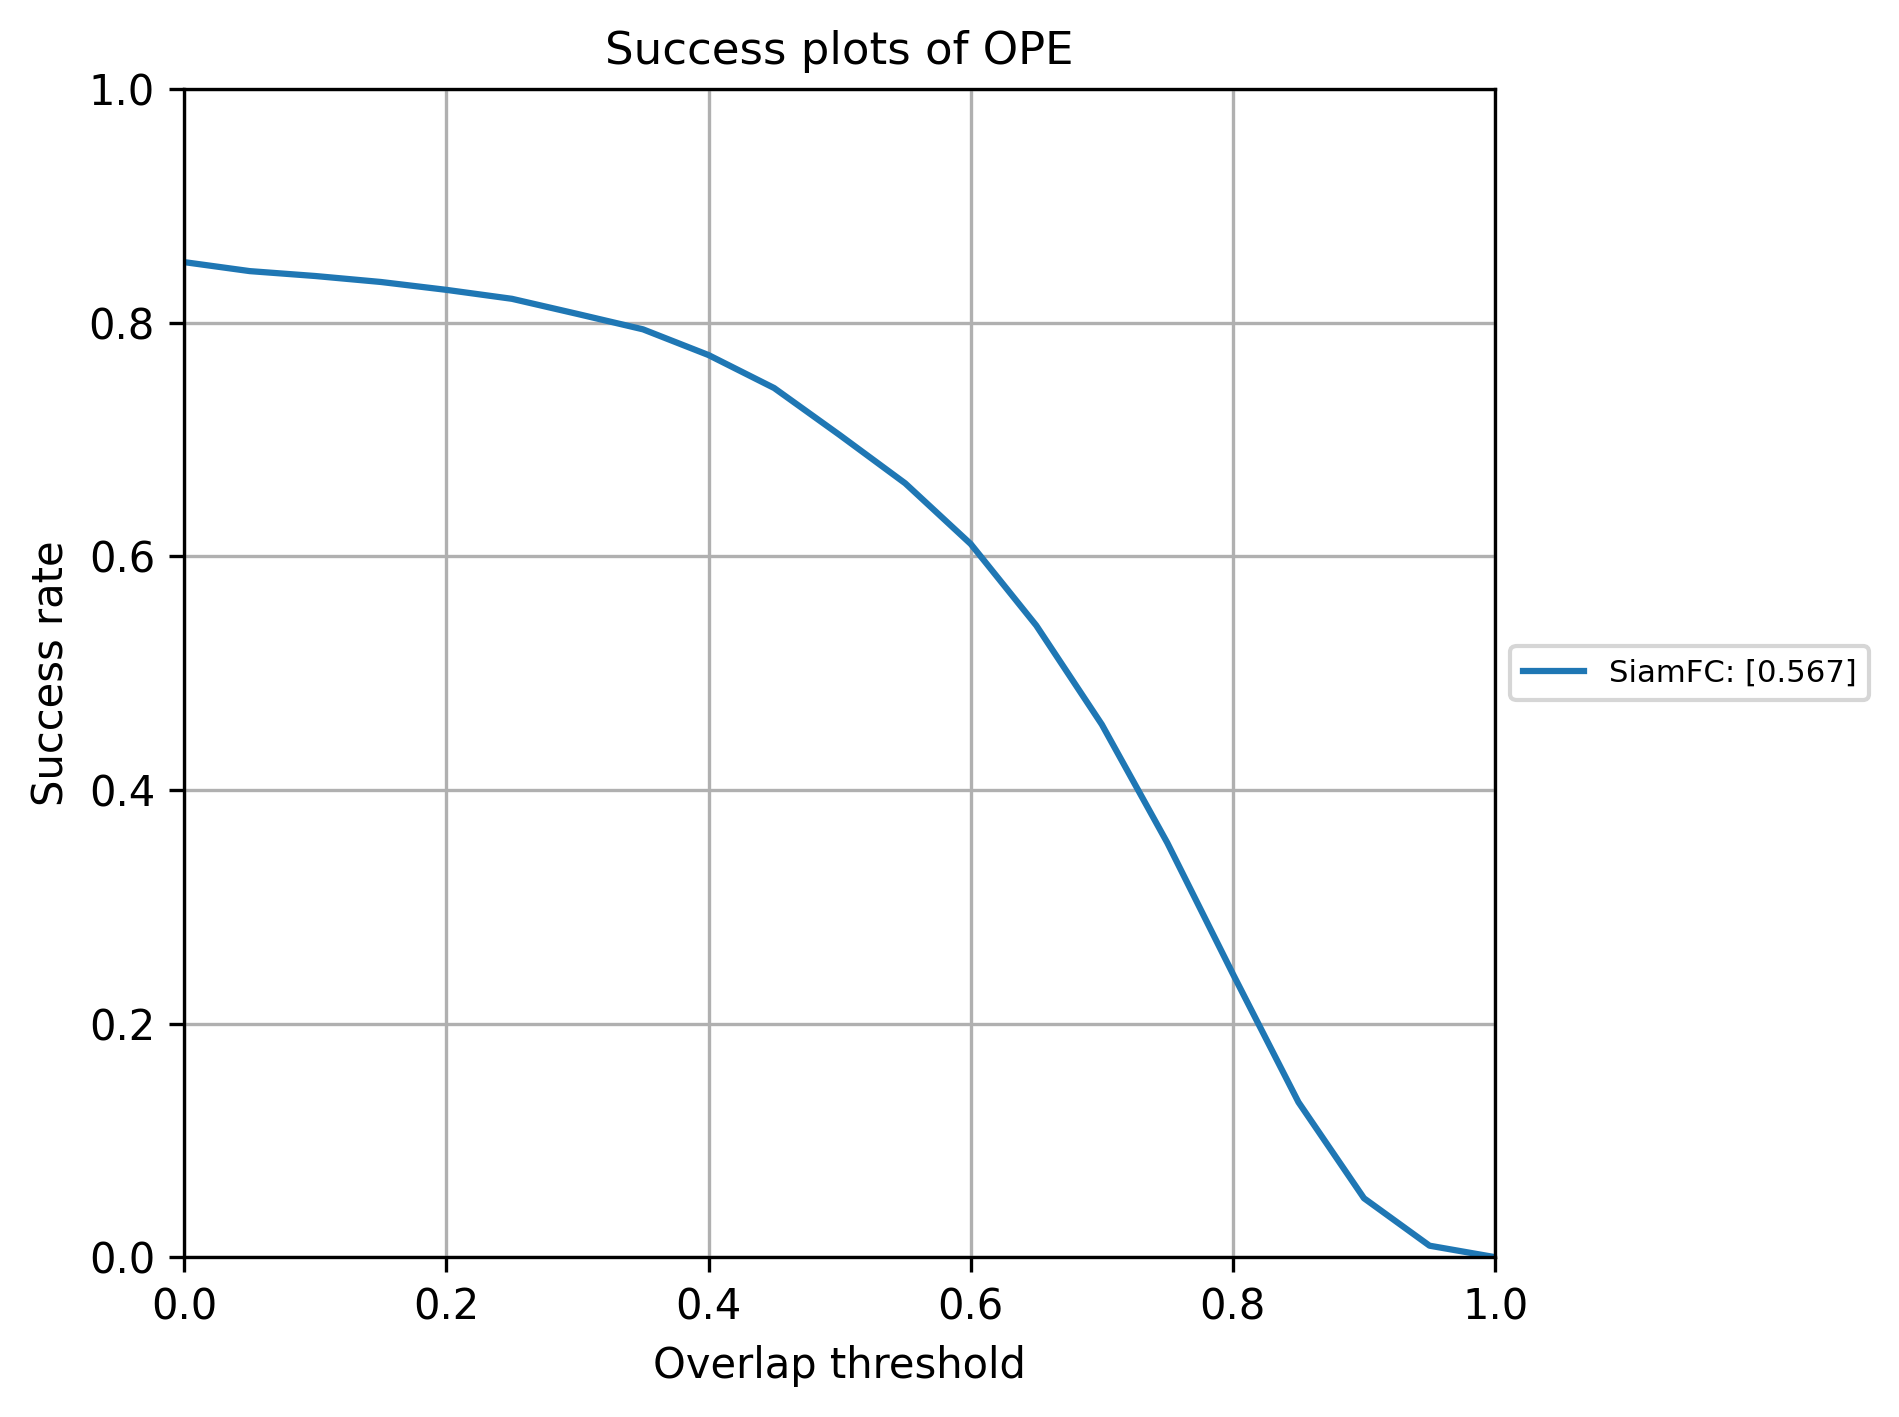 Success plots of OPE
1.0
0.8
0.6
0.4
0.2
0.0
Success rate
0.0 0.2 0.4 0.6 0.8 1.0
Overlap threshold
SiamFC: [0.567]